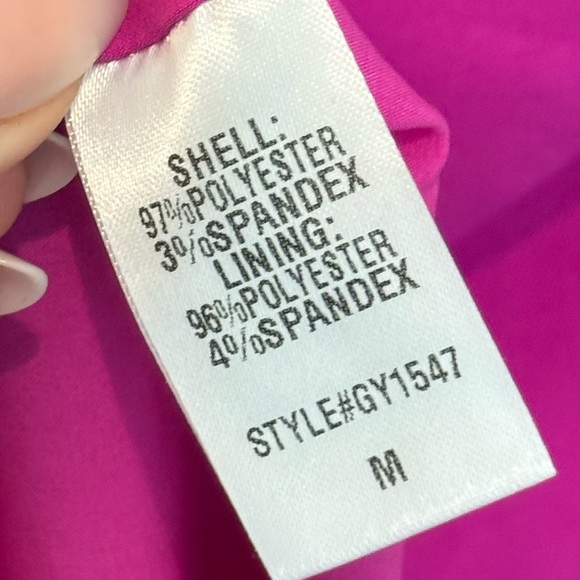 SHELL:
97%POLYESTER
3%SPANDEX
LINING:
96%POLYESTER
4%SPANDEX
STYLE#GY1547
M